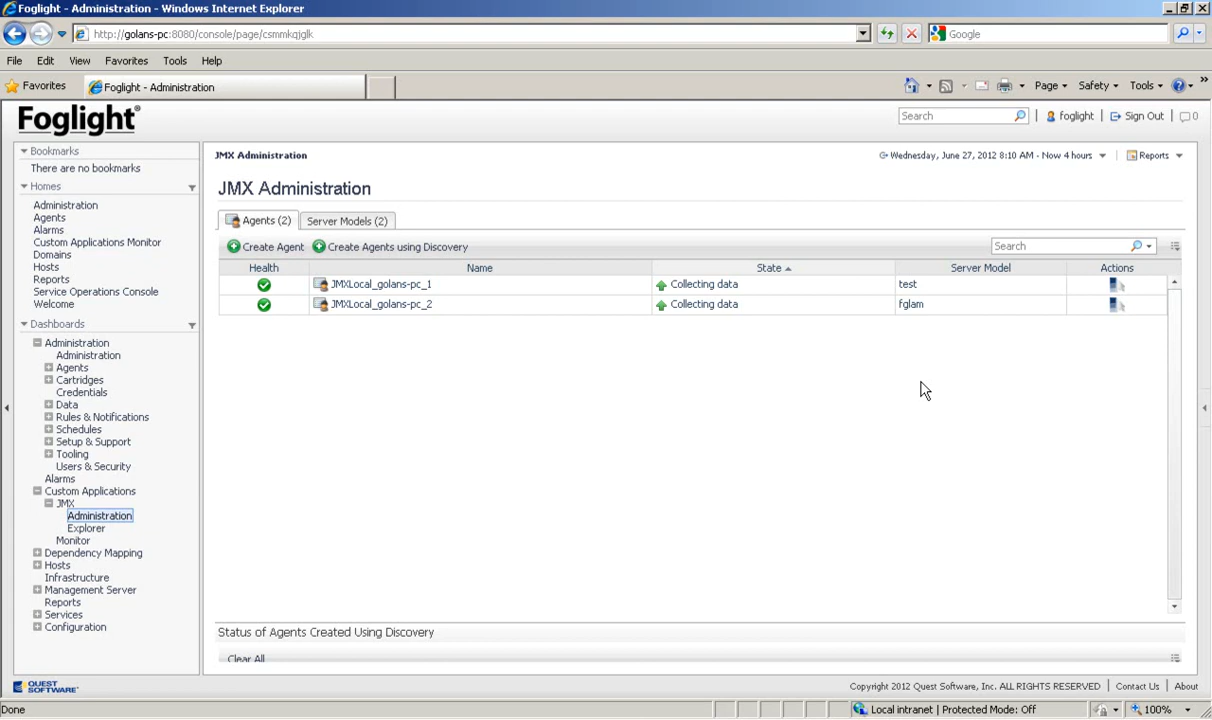 Foglight - Administration - Windows Internet Explorer
http://golans-pc:8080/console/page/csmmkqjglk
Google
File Edit View Favorites Tools Help
Favorites Foglight - Administration Page Safety Tools
Foglight
Search foglight Sign Out 0
Bookmarks
There are no bookmarks
Homes
Administration
Agents
Alarms
Custom Applications Monitor
Domains
Hosts
Reports
Service Operations Console
Welcome
Dashboards
Administration
Administration
Agents
Cartridges
Credentials
Data
Rules & Notifications
Schedules
Setup & Support
Tooling
Users & Security
Alarms
Custom Applications
JMX
Administration
Explorer
Monitor
Dependency Mapping
Hosts
Infrastructure
Management Server
Reports
Services
Configuration
JMX Administration
Wednesday, June 27, 2012 8:10 AM - Now 4 hours Reports
JMX Administration
Agents (2) Server Models (2)
Create Agent Create Agents using Discovery Search
Health Name State Server Model Actions
JMXLocal_golans-pc_1 Collecting data test
JMXLocal_golans-pc_2 Collecting data fglam
Status of Agents Created Using Discovery
Clear All
QUEST SOFTWARE
Copyright 2012 Quest Software, Inc. ALL RIGHTS RESERVED Contact Us About
Done Local intranet | Protected Mode: Off 100%